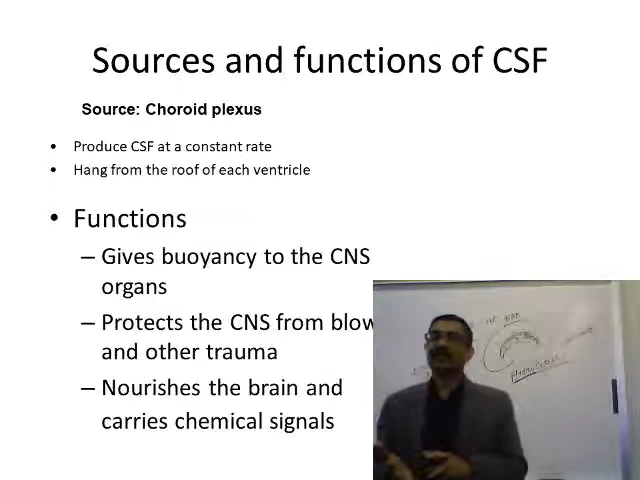 Sources and functions of CSF
Source: Choroid plexus
• Produce CSF at a constant rate
• Hang from the roof of each ventricle
• Functions
– Gives buoyancy to the CNS
organs
– Protects the CNS from blow
and other trauma
– Nourishes the brain and
carries chemical signals